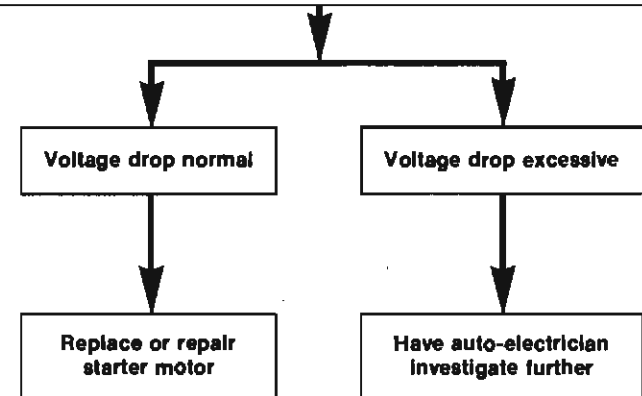 Voltage drop normal
Voltage drop excessive
Replace or repair
starter motor
Have auto-electrician
investigate further